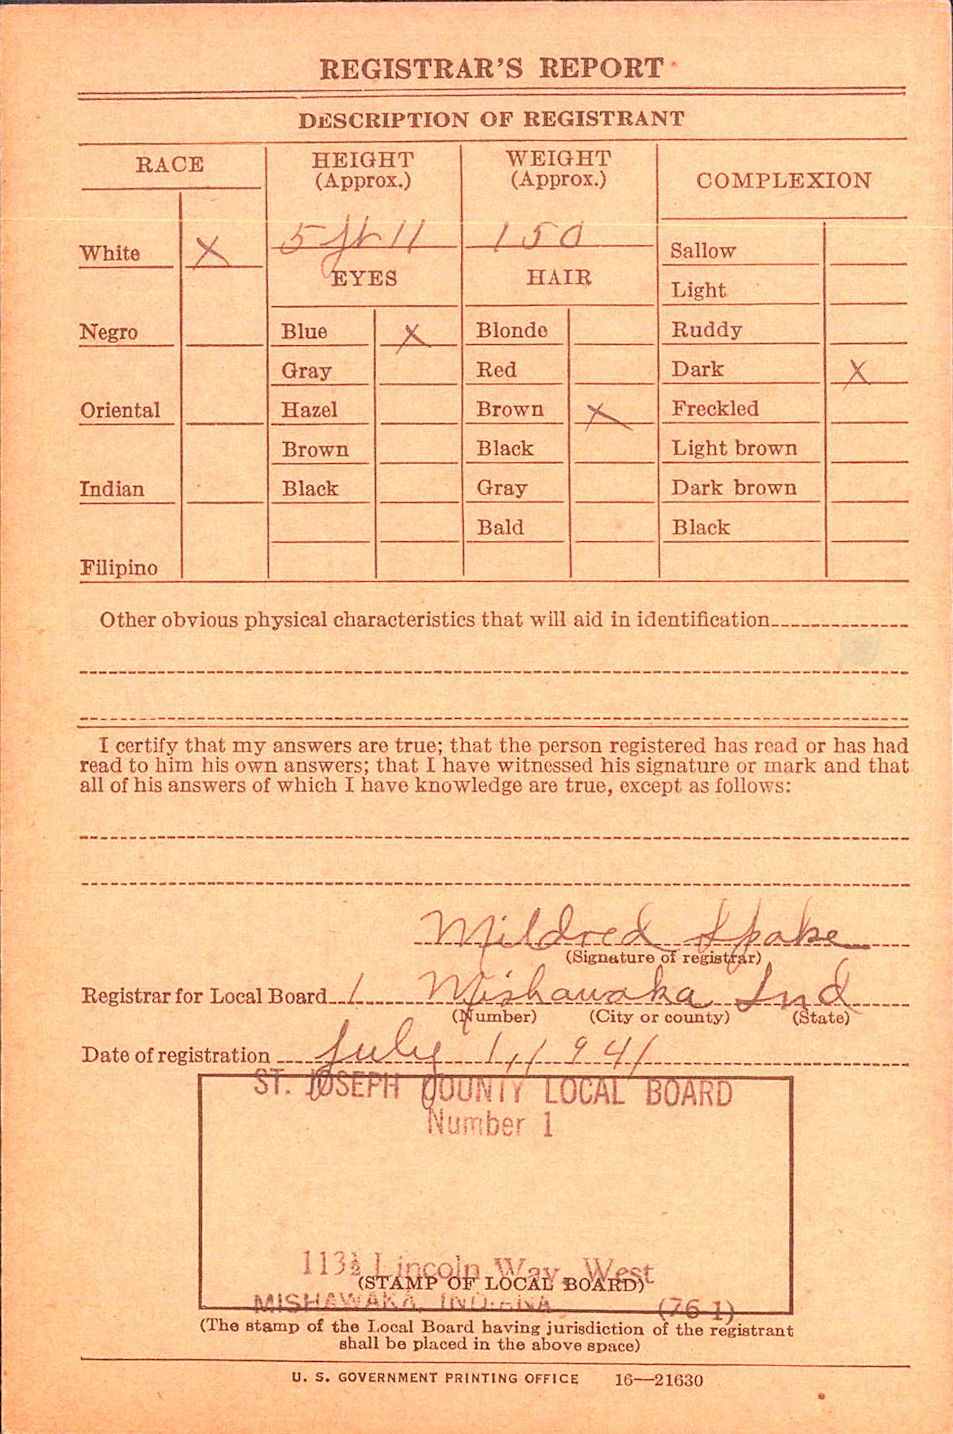 REGISTRAR'S REPORT
DESCRIPTION OF REGISTRANT
RACE
HEIGHT
(Approx.)
WEIGHT
(Approx.)
COMPLEXION
White X
5 ft 11
150
Sallow
EYES
HAIR
Light
Negro
Blue X
Blonde
Ruddy
Gray
Red
Dark X
Oriental
Hazel
Brown X
Freckled
Brown
Black
Light brown
Indian
Black
Gray
Dark brown
Bald
Black
Filipino
Other obvious physical characteristics that will aid in identification
I certify that my answers are true; that the person registered has read or has had
read to him his own answers; that I have witnessed his signature or mark and that
all of his answers of which I have knowledge are true, except as follows:
Mildred Spake
(Signature of registrar)
Registrar for Local Board 1 Mishawaka Ind
(Number) (City or county) (State)
Date of registration July 1, 1941
ST. JOSEPH COUNTY LOCAL BOARD
Number 1
113½ Lincoln Way West
(STAMP OF LOCAL BOARD)
MISHAWAKA, INDIANA (76-1)
(The stamp of the Local Board having jurisdiction of the registrant
shall be placed in the above space)
U. S. GOVERNMENT PRINTING OFFICE 16—21630